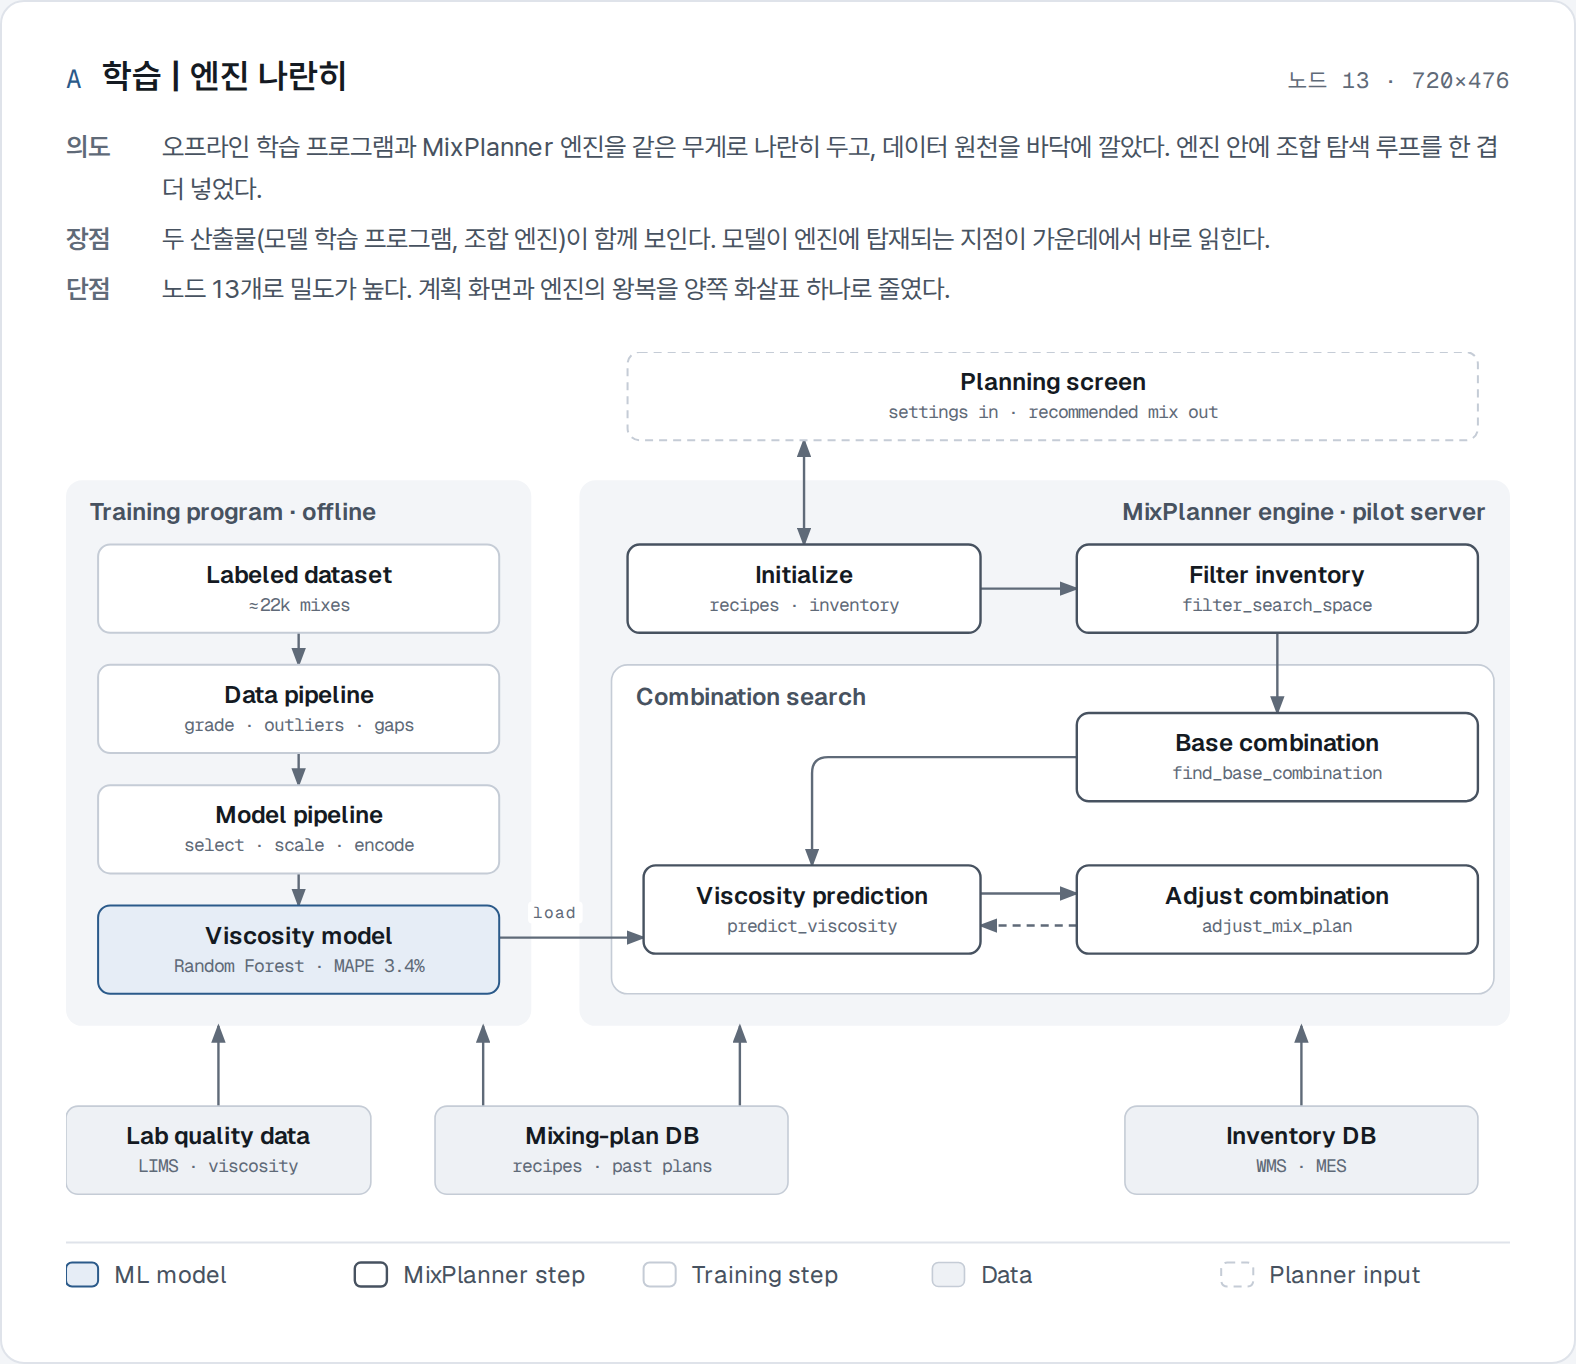 A 학습 | 엔진 나란히
노드 13 · 720×476
의도 오프라인 학습 프로그램과 MixPlanner 엔진을 같은 무게로 나란히 두고, 데이터 원천을 바닥에 깔았다. 엔진 안에 조합 탐색 루프를 한 겹
더 넣었다.
장점 두 산출물(모델 학습 프로그램, 조합 엔진)이 함께 보인다. 모델이 엔진에 탑재되는 지점이 가운데에서 바로 읽힌다.
단점 노드 13개로 밀도가 높다. 계획 화면과 엔진의 왕복을 양쪽 화살표 하나로 줄였다.
Planning screen
settings in · recommended mix out
Training program · offline
Labeled dataset
≈22k mixes
Data pipeline
grade · outliers · gaps
Model pipeline
select · scale · encode
Viscosity model
Random Forest · MAPE 3.4%
load
MixPlanner engine · pilot server
Initialize
recipes · inventory
Filter inventory
filter_search_space
Combination search
Base combination
find_base_combination
Viscosity prediction
predict_viscosity
Adjust combination
adjust_mix_plan
Lab quality data
LIMS · viscosity
Mixing-plan DB
recipes · past plans
Inventory DB
WMS · MES
ML model
MixPlanner step
Training step
Data
Planner input